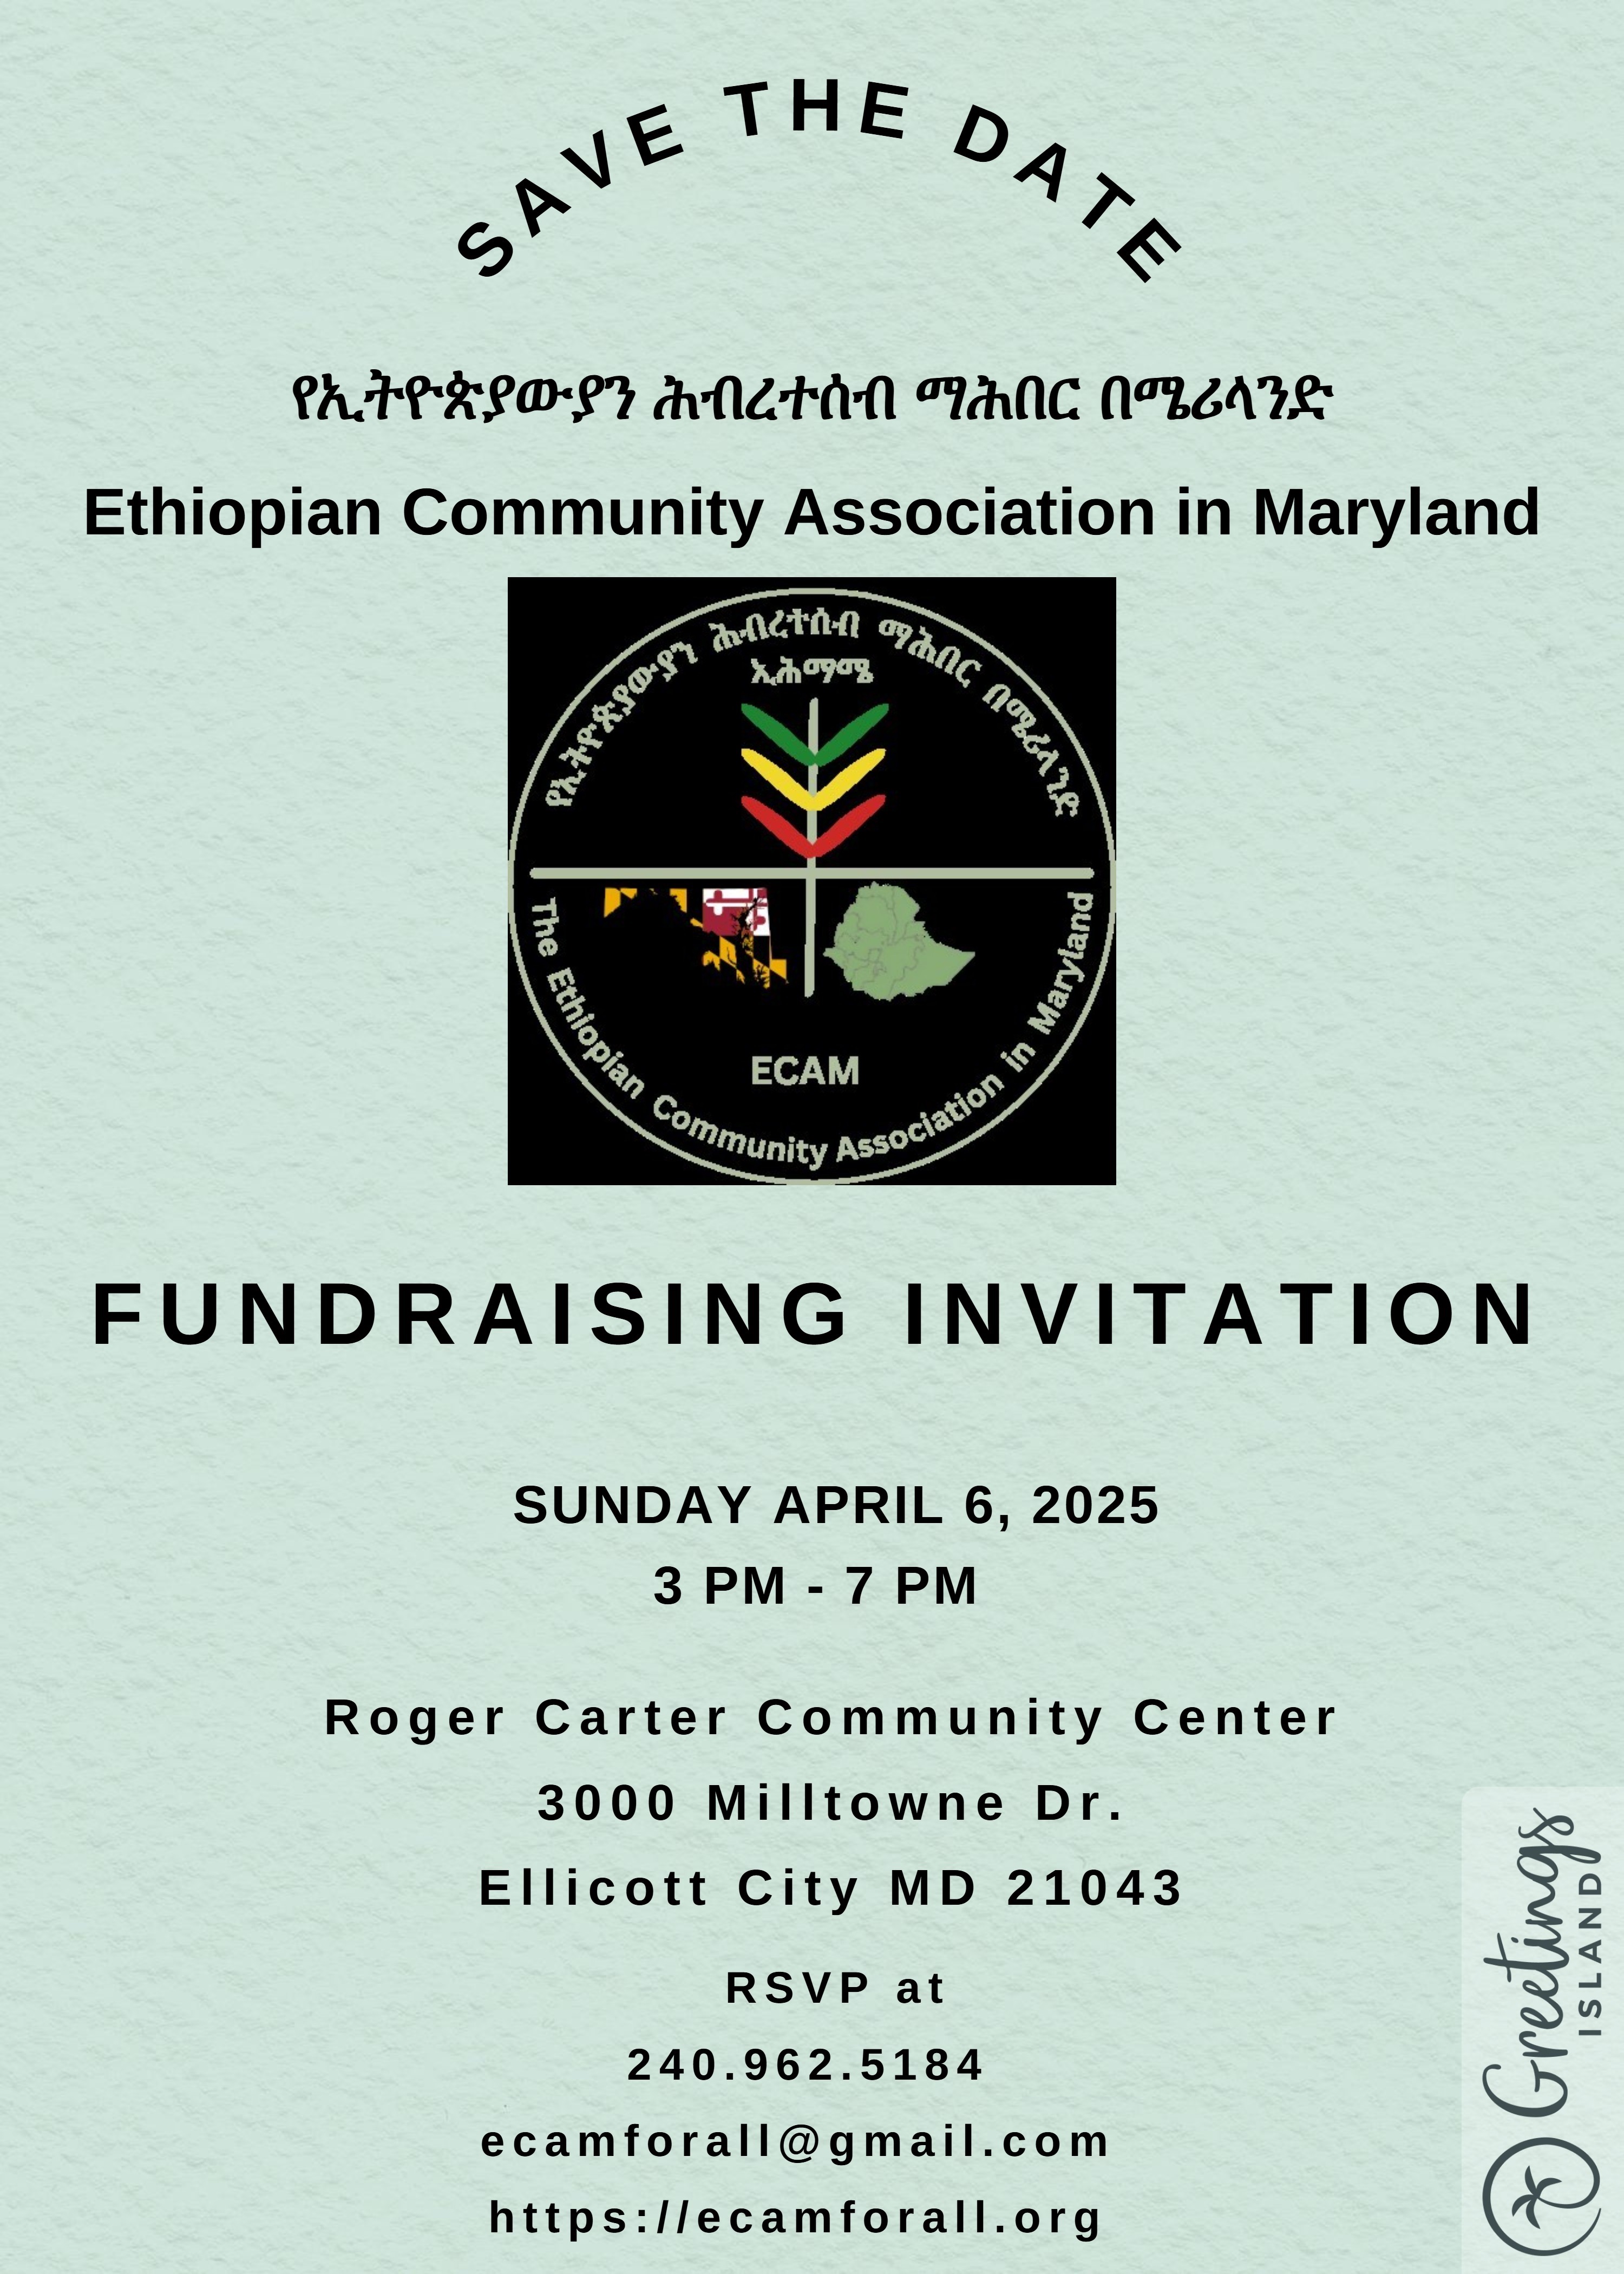 SAVE THE DATE
የኢትዮጵያውያን ሕብረተሰብ ማሕበር በሜሪላንድ
Ethiopian Community Association in Maryland
የኢትዮጵያውያን ሕብረተሰብ ማሕበር በሜሪላንድ
ኢሕማሜ
ECAM
The Ethiopian Community Association in Maryland
FUNDRAISING INVITATION
SUNDAY APRIL 6, 2025
3 PM - 7 PM
Roger Carter Community Center
3000 Milltowne Dr.
Ellicott City MD 21043
RSVP at
240.962.5184
ecamforall@gmail.com
https://ecamforall.org
Greetings
ISLAND